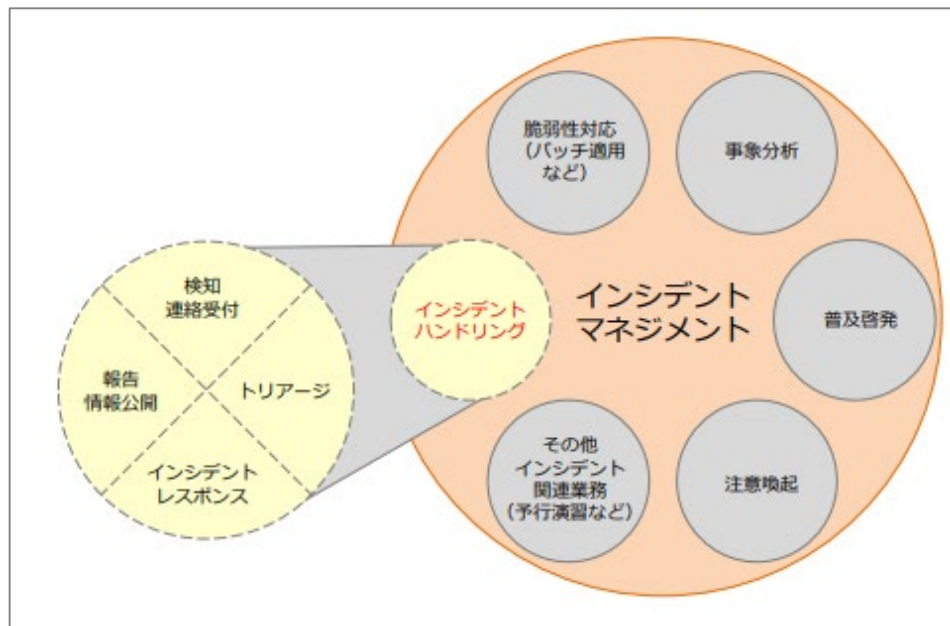 脆弱性対応
（パッチ適用
など）
事象分析
検知
連絡受付
インシデント
ハンドリング
インシデント
マネジメント
普及啓発
報告
情報公開
トリアージ
インシデント
レスポンス
その他
インシデント
関連業務
（予行演習など）
注意喚起